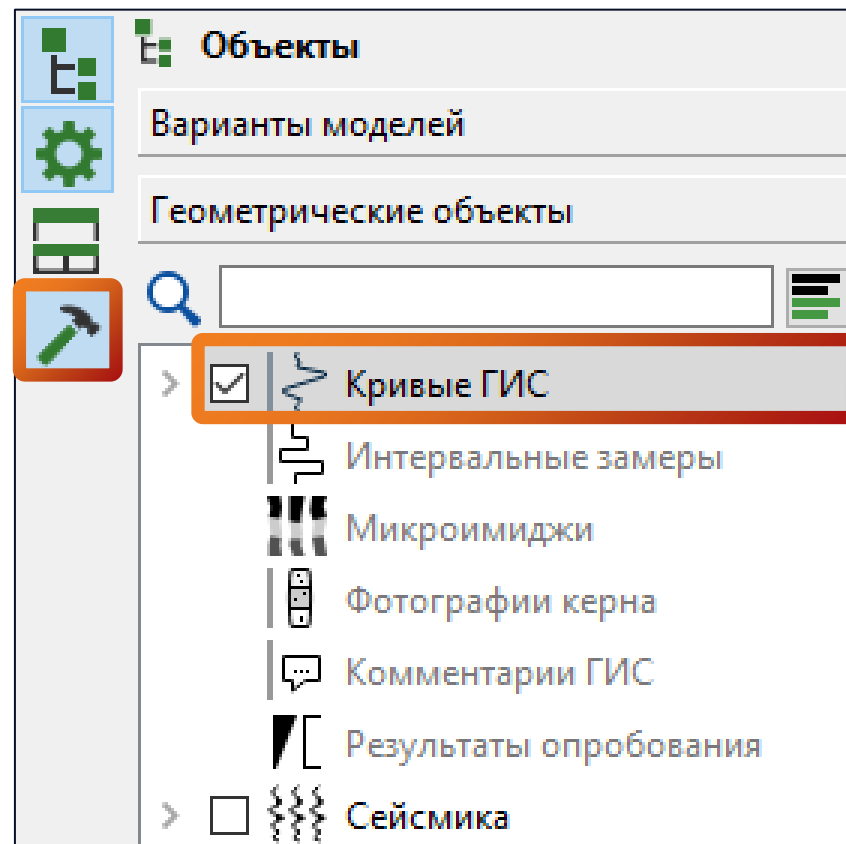 Объекты
Варианты моделей
Геометрические объекты
Кривые ГИС
Интервальные замеры
Микроимиджи
Фотографии керна
Комментарии ГИС
Результаты опробования
Сейсмика